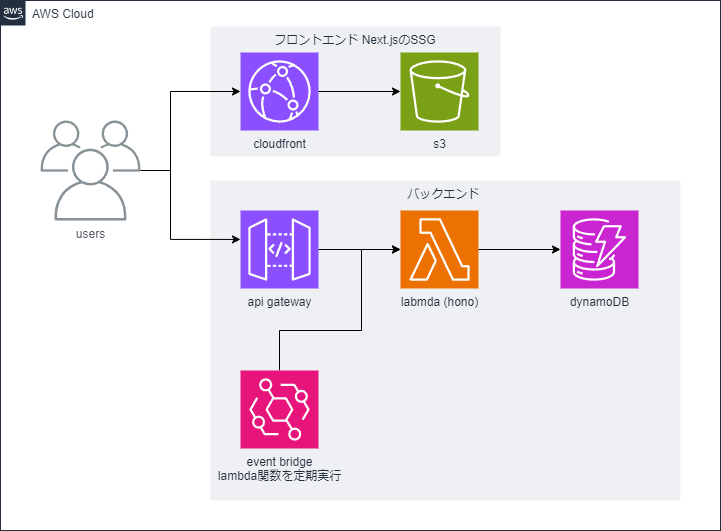 aws
AWS Cloud
フロントエンド Next.jsのSSG
cloudfront
s3
users
バックエンド
api gateway
labmda (hono)
dynamoDB
event bridge
lambda関数を定期実行